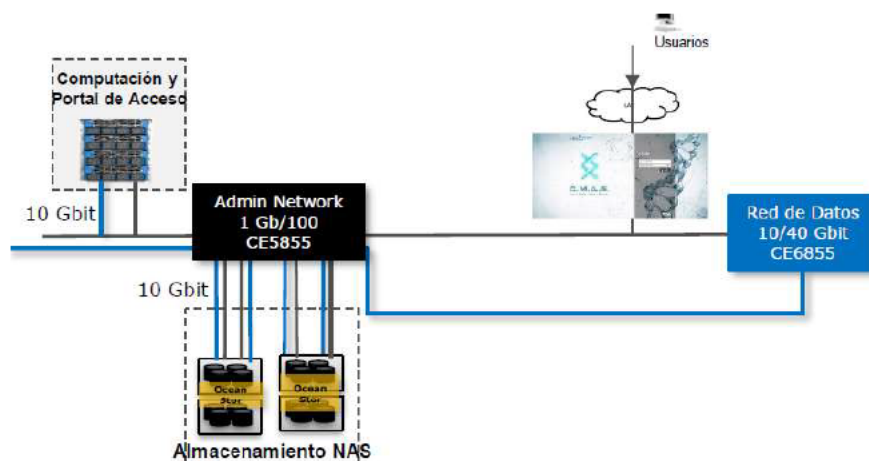 Usuarios
Computación y
Portal de Acceso
10 Gbit
Admin Network
1 Gb/100
CE5855
Red de Datos
10/40 Gbit
CE6855
10 Gbit
Ocean
Stor
Ocean
Stor
Almacenamiento NAS